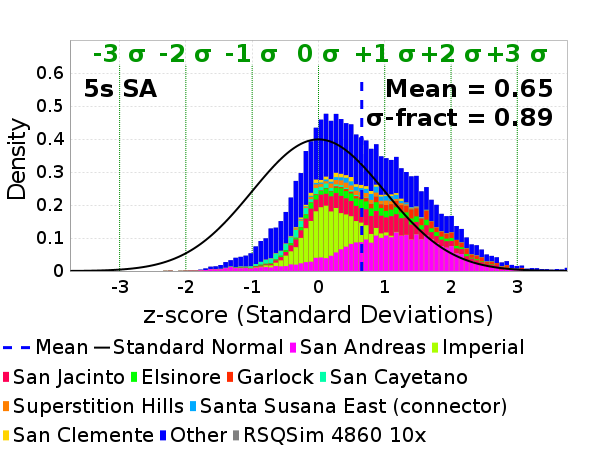 -3 σ -2 σ -1 σ 0 σ +1 σ +2 σ +3 σ
5s SA
Mean = 0.65
σ-fract = 0.89
Density
0.6
0.5
0.4
0.3
0.2
0.1
0
-3 -2 -1 0 1 2 3
z-score (Standard Deviations)
Mean Standard Normal San Andreas Imperial
San Jacinto Elsinore Garlock San Cayetano
Superstition Hills Santa Susana East (connector)
San Clemente Other RSQSim 4860 10x